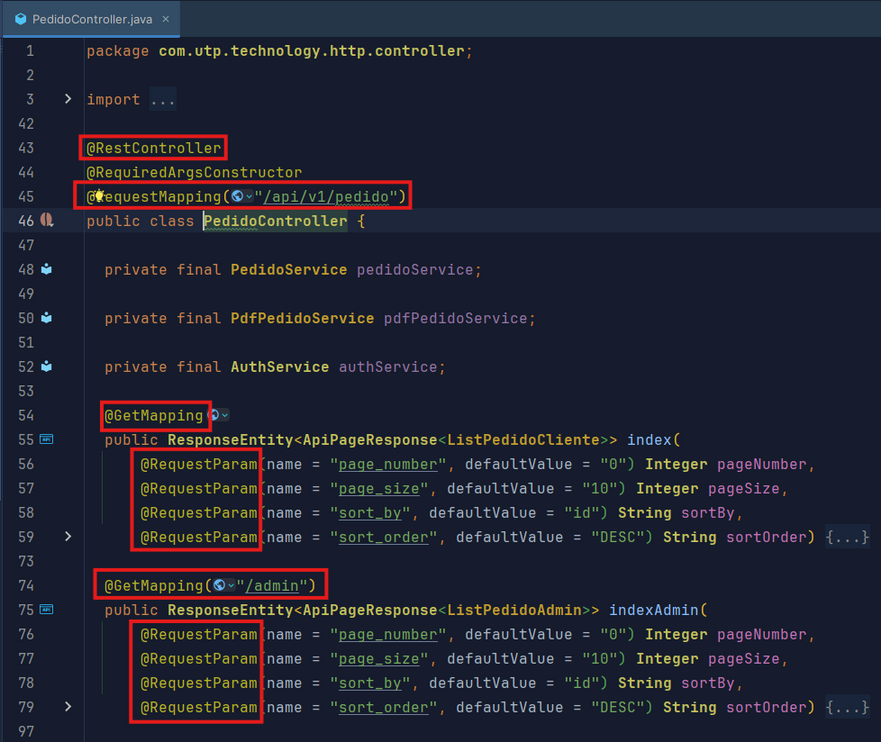 PedidoController.java ×
1 package com.utp.technology.http.controller;
2
3 import ...
42
43 @RestController
44 @RequiredArgsConstructor
45 @RequestMapping("/api/v1/pedido")
46 public class PedidoController {
47
48 private final PedidoService pedidoService;
49
50 private final PdfPedidoService pdfPedidoService;
51
52 private final AuthService authService;
53
54 @GetMapping
55 public ResponseEntity<ApiPageResponse<ListPedidoCliente>> index(
56 @RequestParam(name = "page_number", defaultValue = "0") Integer pageNumber,
57 @RequestParam(name = "page_size", defaultValue = "10") Integer pageSize,
58 @RequestParam(name = "sort_by", defaultValue = "id") String sortBy,
59 @RequestParam(name = "sort_order", defaultValue = "DESC") String sortOrder) {...}
73
74 @GetMapping("/admin")
75 public ResponseEntity<ApiPageResponse<ListPedidoAdmin>> indexAdmin(
76 @RequestParam(name = "page_number", defaultValue = "0") Integer pageNumber,
77 @RequestParam(name = "page_size", defaultValue = "10") Integer pageSize,
78 @RequestParam(name = "sort_by", defaultValue = "id") String sortBy,
79 @RequestParam(name = "sort_order", defaultValue = "DESC") String sortOrder) {...}
97